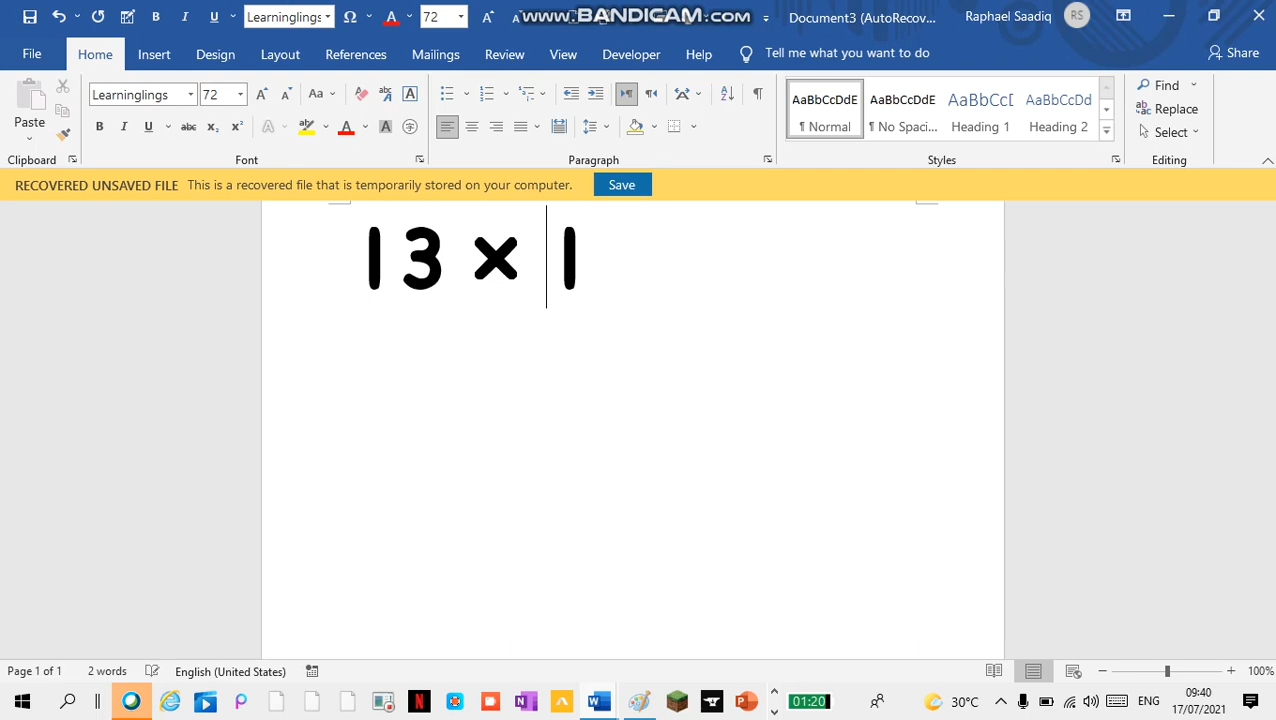 Learninglings
72
www.BANDICAM.com
Document3 (AutoRecov...
Raphael Saadiq
RS
File
Home
Insert
Design
Layout
References
Mailings
Review
View
Developer
Help
Tell me what you want to do
Share
Paste
Learninglings
72
Aa
AaBbCcDdE
AaBbCcDdE
AaBbCcD
AaBbCcDd
¶ Normal
¶ No Spaci...
Heading 1
Heading 2
Find
Replace
Select
Clipboard
Font
Paragraph
Styles
Editing
RECOVERED UNSAVED FILE This is a recovered file that is temporarily stored on your computer.
Save
13 × 1
Page 1 of 1
2 words
English (United States)
100%
01:20
30°C
ENG
09:40
17/07/2021